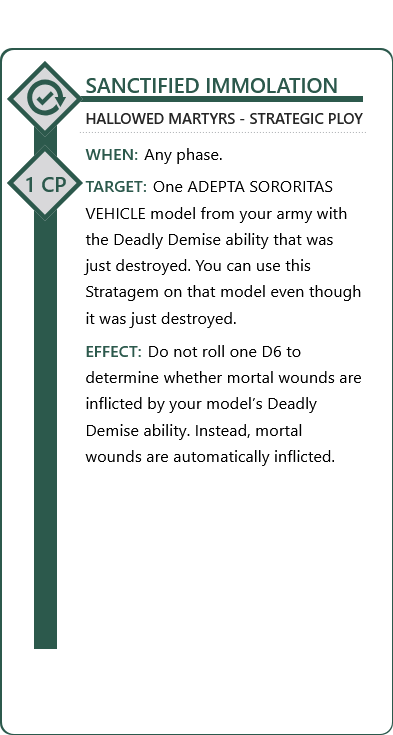 SANCTIFIED IMMOLATION
HALLOWED MARTYRS - STRATEGIC PLOY
WHEN: Any phase.
1 CP
TARGET: One ADEPTA SORORITAS
VEHICLE model from your army with
the Deadly Demise ability that was
just destroyed. You can use this
Stratagem on that model even though
it was just destroyed.
EFFECT: Do not roll one D6 to
determine whether mortal wounds are
inflicted by your model’s Deadly
Demise ability. Instead, mortal
wounds are automatically inflicted.